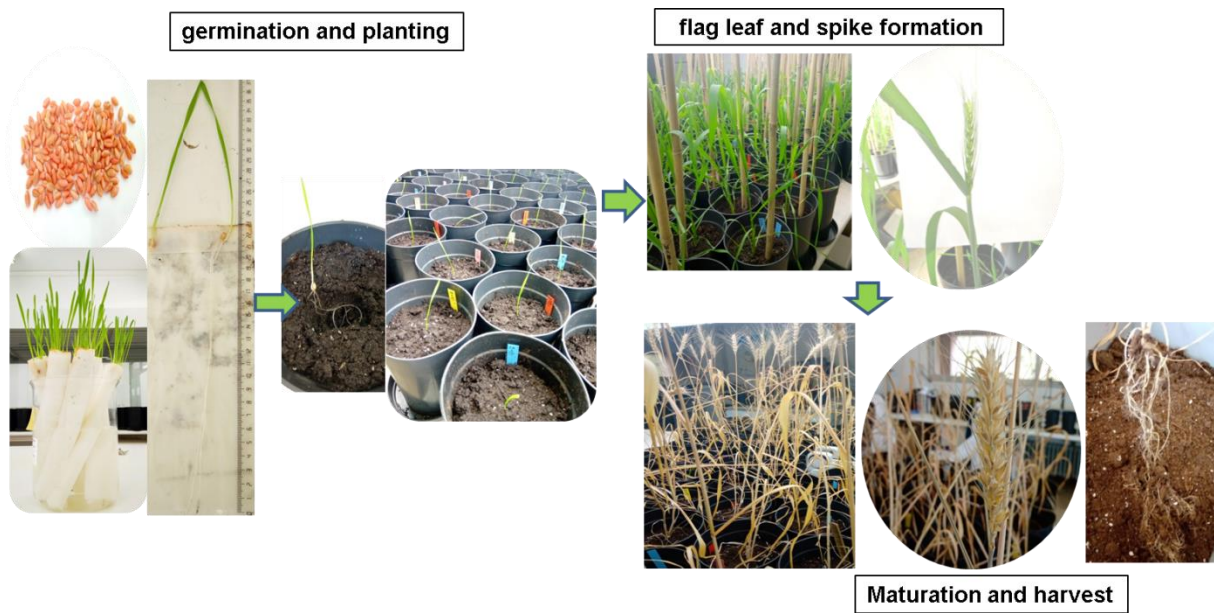 germination and planting
flag leaf and spike formation
Maturation and harvest